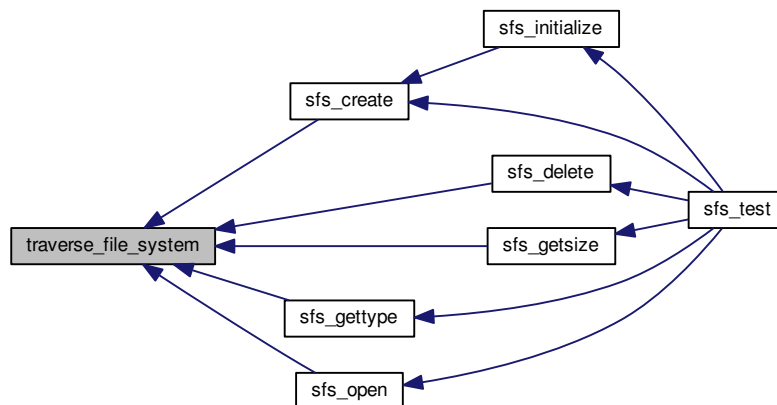 sfs_initialize
sfs_create
sfs_delete
sfs_test
traverse_file_system
sfs_getsize
sfs_gettype
sfs_open